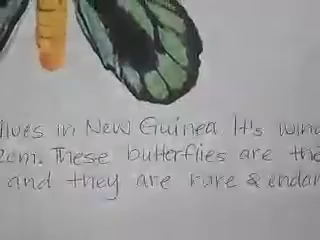 lives in New Guinea. It's wing
2cm. These butterflies are the
and they are rare & endan